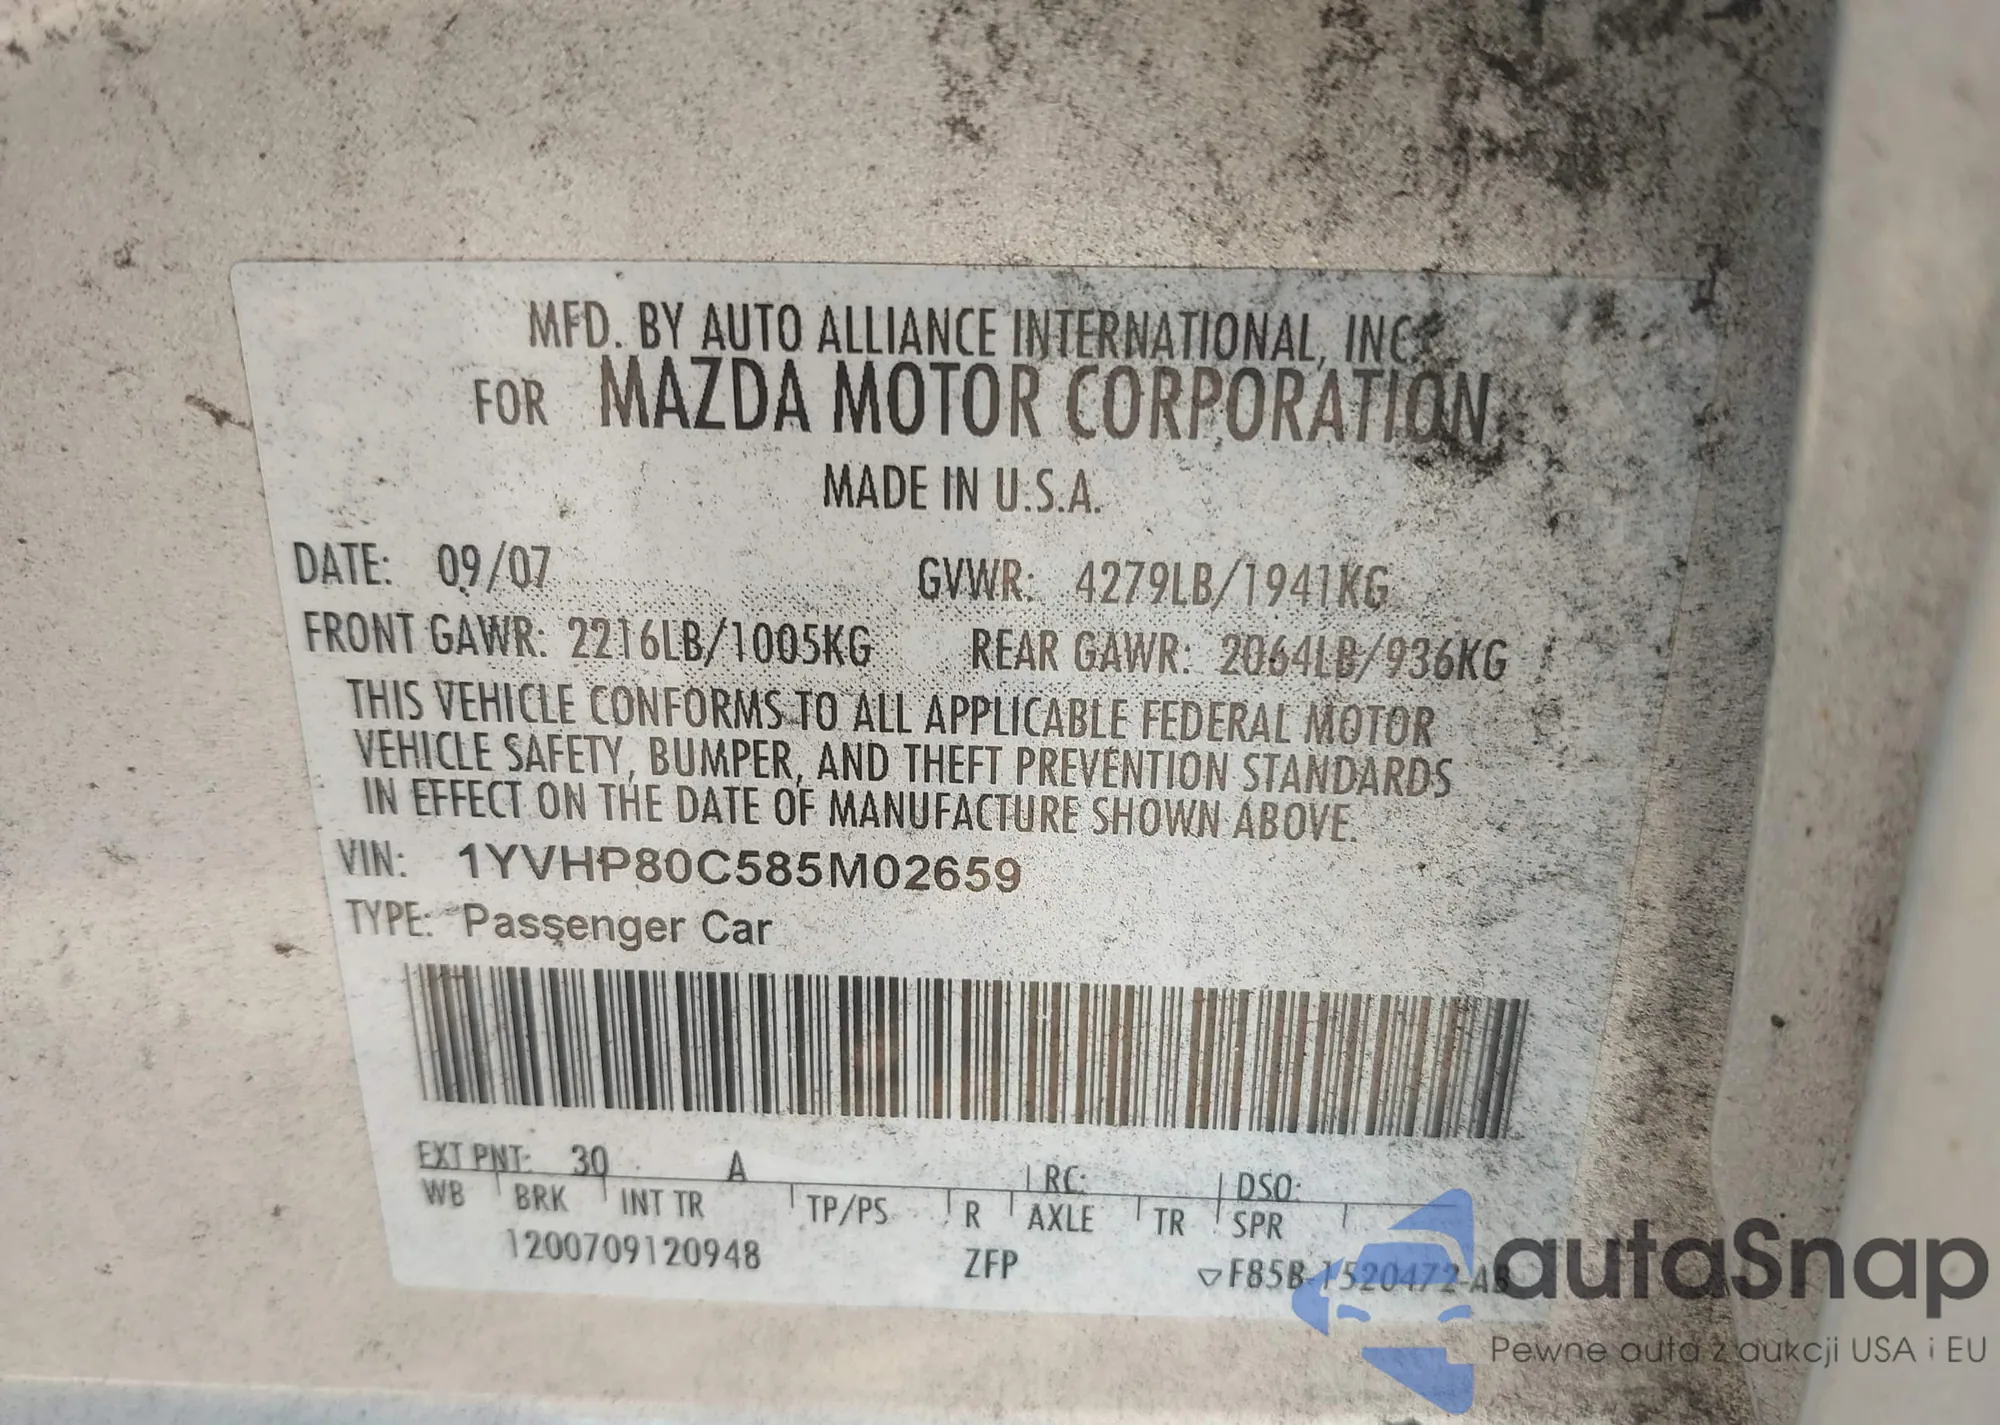 MFD. BY AUTO ALLIANCE INTERNATIONAL, INC.
FOR MAZDA MOTOR CORPORATION
MADE IN U.S.A.
DATE: 09/07 GVWR: 4279LB/1941KG
FRONT GAWR: 2216LB/1005KG REAR GAWR: 2064LB/936KG
THIS VEHICLE CONFORMS TO ALL APPLICABLE FEDERAL MOTOR
VEHICLE SAFETY, BUMPER, AND THEFT PREVENTION STANDARDS
IN EFFECT ON THE DATE OF MANUFACTURE SHOWN ABOVE.
VIN: 1YVHP80C585M02659
TYPE: Passenger Car
EXT PNT: 30 A RC: DSO:
WB BRK INT TR TP/PS R AXLE TR SPR
1200709120948 ZFP F85B-1520472-AB
autaSnap
Pewne auta z aukcji USA i EU